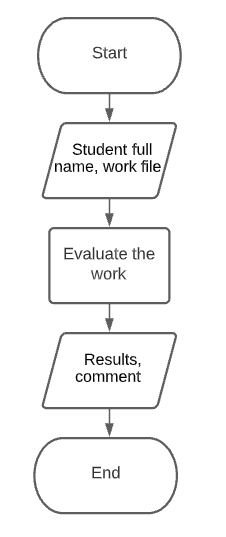 Start
Student full
name, work file
Evaluate the
work
Results,
comment
End